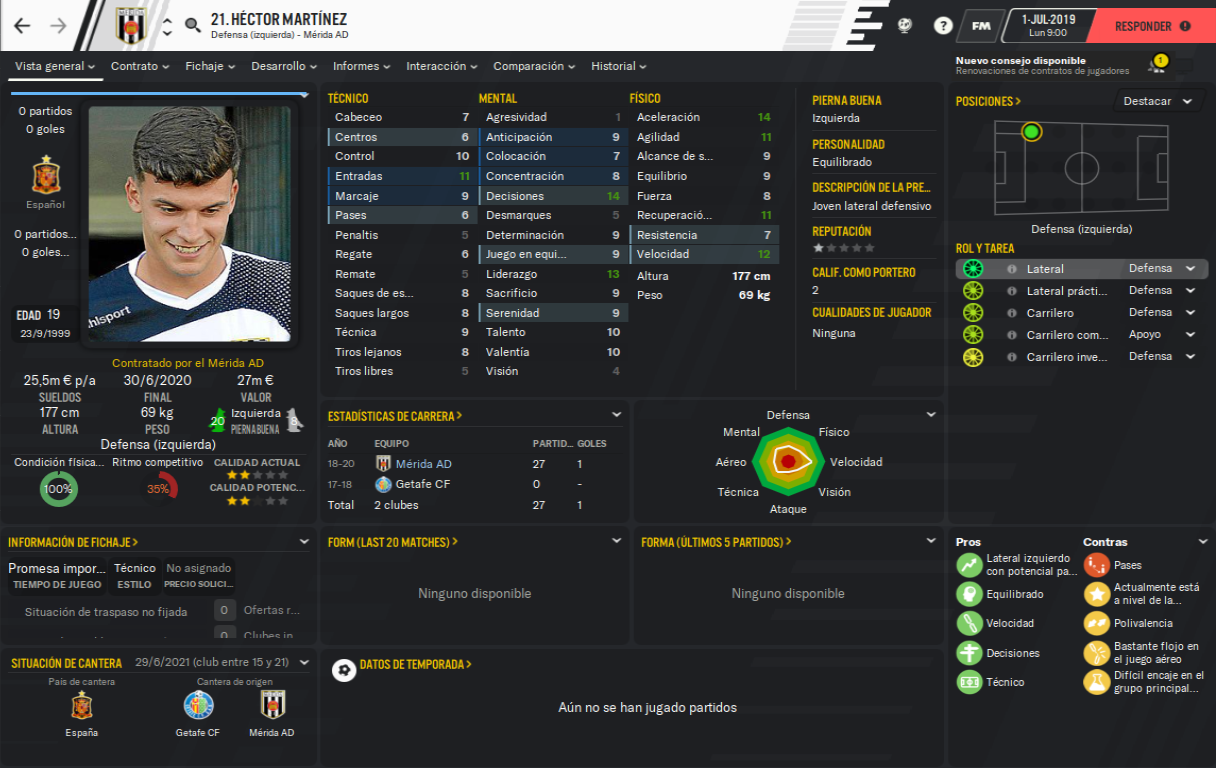 21. HÉCTOR MARTÍNEZ
Defensa (izquierda) - Mérida AD
?
FM
1-JUL-2019
Lun 9:00
RESPONDER
Vista general
Contrato
Fichaje
Desarrollo
Informes
Interacción
Comparación
Historial
Nuevo consejo disponible
Renovaciones de contratos de jugadores
1
0 partidos
0 goles
Español
0 partidos...
0 goles...
EDAD 19
23/9/1999
uhlsport
Contratado por el Mérida AD
25,5m € p/a
SUELDOS
30/6/2020
FINAL
27m €
VALOR
177 cm
ALTURA
69 kg
PESO
20
Izquierda
PIERNA BUENA
8
Defensa (izquierda)
Condición física...
100%
Ritmo competitivo
35%
CALIDAD ACTUAL
CALIDAD POTENC...
TÉCNICO
Cabeceo 7
Centros 6
Control 10
Entradas 11
Marcaje 9
Pases 6
Penaltis 5
Regate 6
Remate 5
Saques de es... 8
Saques largos 8
Técnica 9
Tiros lejanos 8
Tiros libres 5
MENTAL
Agresividad 1
Anticipación 9
Colocación 7
Concentración 8
Decisiones 14
Desmarques 5
Determinación 9
Juego en equi... 9
Liderazgo 13
Sacrificio 9
Serenidad 9
Talento 10
Valentía 10
Visión 4
FÍSICO
Aceleración 14
Agilidad 11
Alcance de s... 9
Equilibrio 9
Fuerza 8
Recuperació... 11
Resistencia 7
Velocidad 12
Altura 177 cm
Peso 69 kg
PIERNA BUENA
Izquierda
PERSONALIDAD
Equilibrado
DESCRIPCIÓN DE LA PRE...
Joven lateral defensivo
REPUTACIÓN
CALIF. COMO PORTERO
2
CUALIDADES DE JUGADOR
Ninguna
POSICIONES >
Destacar
Defensa (izquierda)
ROL Y TAREA
Lateral Defensa
Lateral prácti... Defensa
Carrilero Defensa
Carrilero com... Apoyo
Carrilero inve... Defensa
ESTADÍSTICAS DE CARRERA >
AÑO EQUIPO PARTID... GOLES
18-20 Mérida AD 27 1
17-18 Getafe CF 0 -
Total 2 clubes 27 1
Defensa
Mental
Físico
Aéreo
Velocidad
Técnica
Visión
Ataque
INFORMACIÓN DE FICHAJE >
Promesa impor...
TIEMPO DE JUEGO
Técnico
ESTILO
No asignado
PRECIO SOLICI...
Situación de traspaso no fijada
0 Ofertas r...
0 Clubes in
FORM (LAST 20 MATCHES) >
Ninguno disponible
FORMA (ÚLTIMOS 5 PARTIDOS) >
Ninguno disponible
Pros
Lateral izquierdo
con potencial pa...
Equilibrado
Velocidad
Decisiones
Técnico
Contras
Pases
Actualmente está
a nivel de la...
Polivalencia
Bastante flojo en
el juego aéreo
Difícil encaje en el
grupo principal...
SITUACIÓN DE CANTERA
29/6/2021 (club entre 15 y 21)
País de cantera
España
Cantera de origen
Getafe CF
Mérida AD
DATOS DE TEMPORADA >
Aún no se han jugado partidos